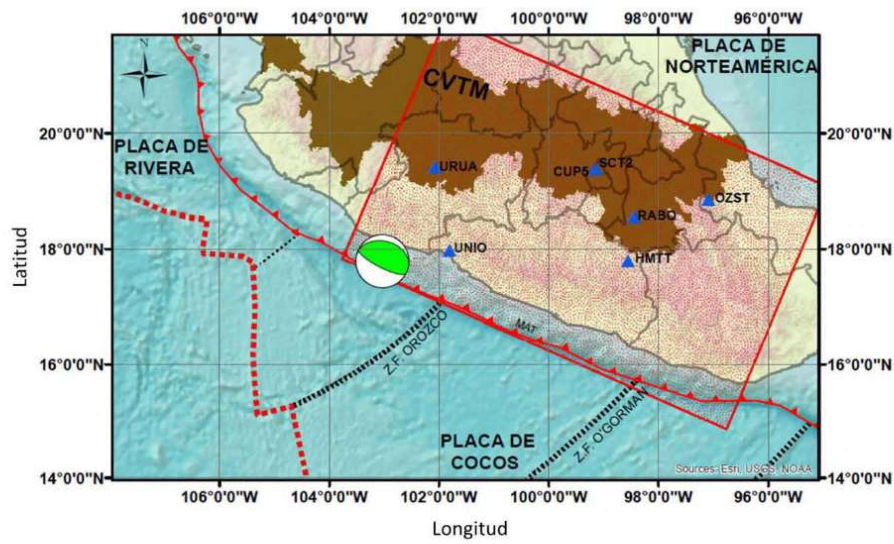 106°0'0"W 104°0'0"W 102°0'0"W 100°0'0"W 98°0'0"W 96°0'0"W
N
PLACA DE
NORTEAMÉRICA
CVTM
20°0'0"N
20°0'0"N
PLACA DE
RIVERA
URUA
CUP5
SCT2
RABO
OZST
18°0'0"N
18°0'0"N
UNIO
HMTT
Latitud
MAT
Z.F. OROZCO
16°0'0"N
16°0'0"N
Z.F. O'GORMAN
PLACA DE
COCOS
Sources: Esri, USGS, NOAA
14°0'0"N
14°0'0"N
106°0'0"W 104°0'0"W 102°0'0"W 100°0'0"W 98°0'0"W 96°0'0"W
Longitud